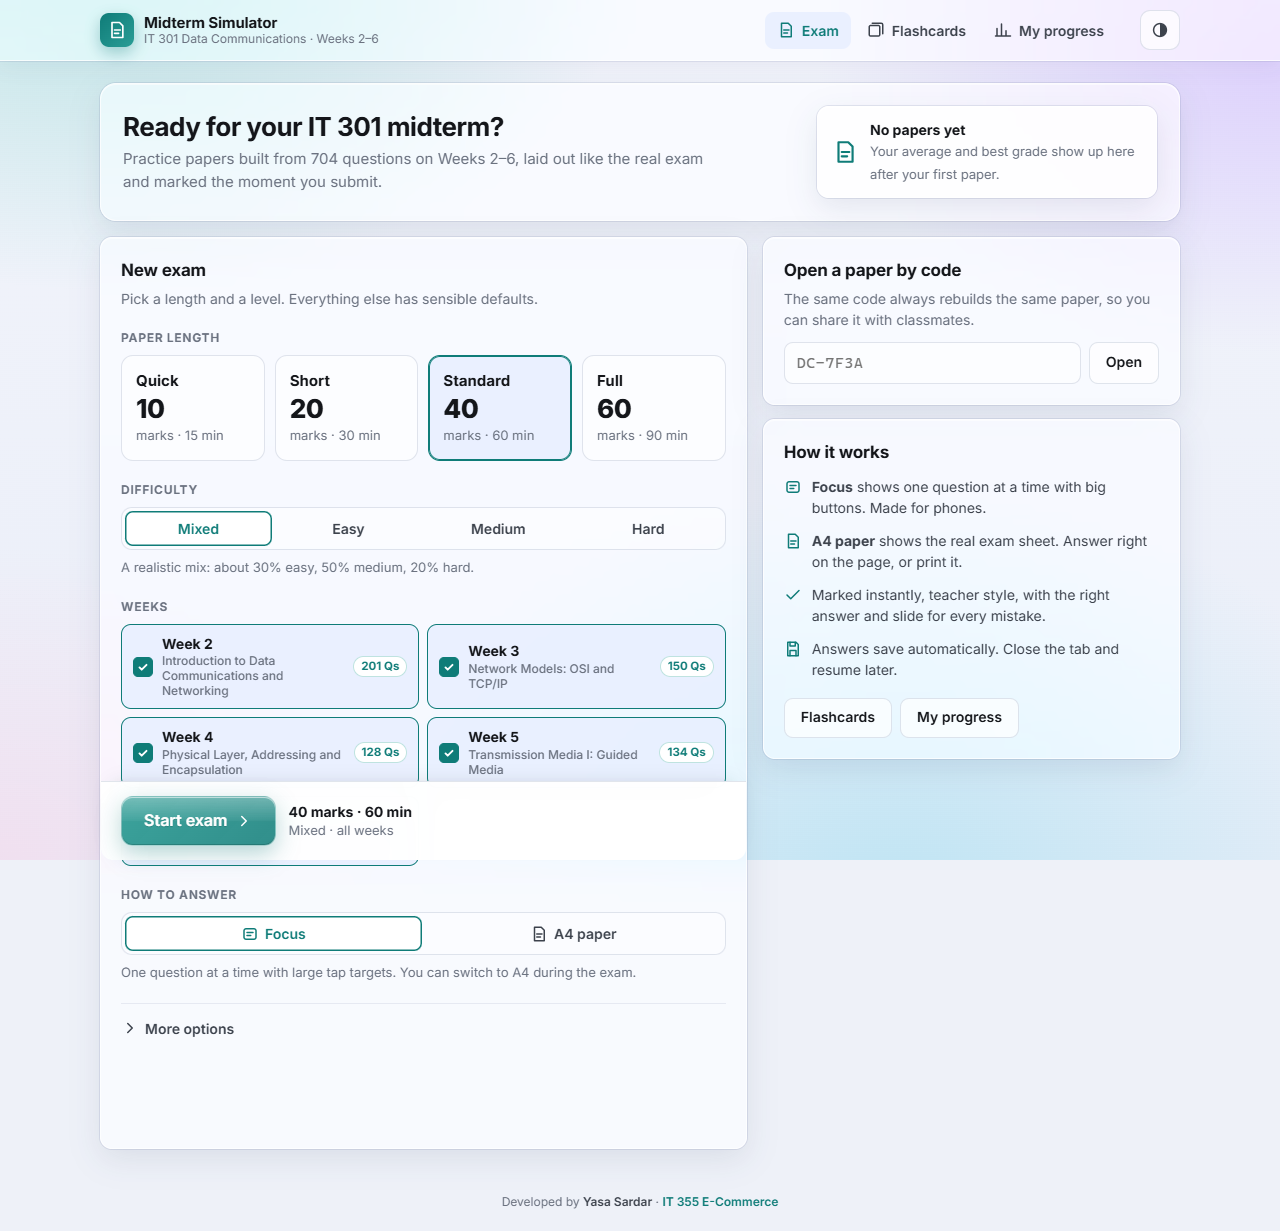 Midterm Simulator
IT 301 Data Communications · Weeks 2–6
Exam
Flashcards
My progress
Ready for your IT 301 midterm?
Practice papers built from 704 questions on Weeks 2–6, laid out like the real exam
and marked the moment you submit.
No papers yet
Your average and best grade show up here
after your first paper.
New exam
Pick a length and a level. Everything else has sensible defaults.
PAPER LENGTH
Quick
10
marks · 15 min
Short
20
marks · 30 min
Standard
40
marks · 60 min
Full
60
marks · 90 min
DIFFICULTY
Mixed
Easy
Medium
Hard
A realistic mix: about 30% easy, 50% medium, 20% hard.
WEEKS
Week 2
Introduction to Data
Communications and
Networking
201 Qs
Week 3
Network Models: OSI and
TCP/IP
150 Qs
Week 4
Physical Layer, Addressing and
Encapsulation
128 Qs
Week 5
Transmission Media I: Guided
Media
134 Qs
Start exam
40 marks · 60 min
Mixed · all weeks
HOW TO ANSWER
Focus
A4 paper
One question at a time with large tap targets. You can switch to A4 during the exam.
More options
Open a paper by code
The same code always rebuilds the same paper, so you
can share it with classmates.
DC-7F3A
Open
How it works
Focus shows one question at a time with big
buttons. Made for phones.
A4 paper shows the real exam sheet. Answer right
on the page, or print it.
Marked instantly, teacher style, with the right
answer and slide for every mistake.
Answers save automatically. Close the tab and
resume later.
Flashcards
My progress
Developed by Yasa Sardar · IT 355 E-Commerce